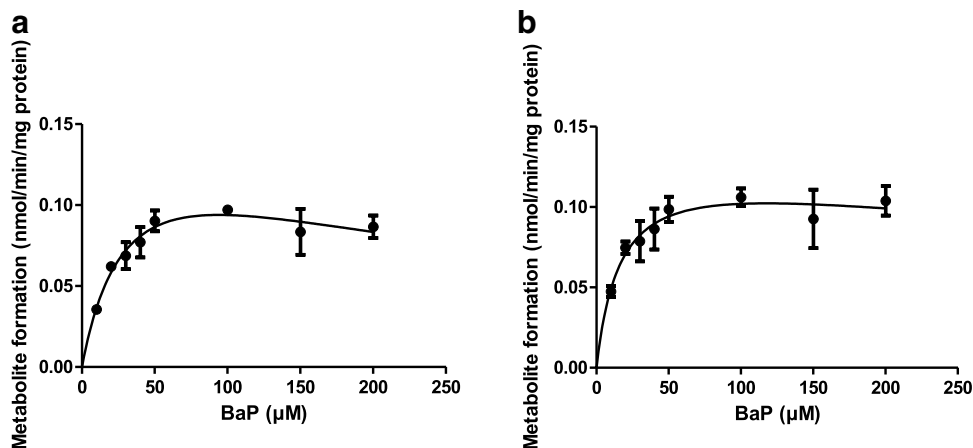 a
Metabolite formation (nmol/min/mg protein)
0.15
0.10
0.05
0.00
0 50 100 150 200 250
BaP (µM)
b
Metabolite formation (nmol/min/mg protein)
0.15
0.10
0.05
0.00
0 50 100 150 200 250
BaP (µM)